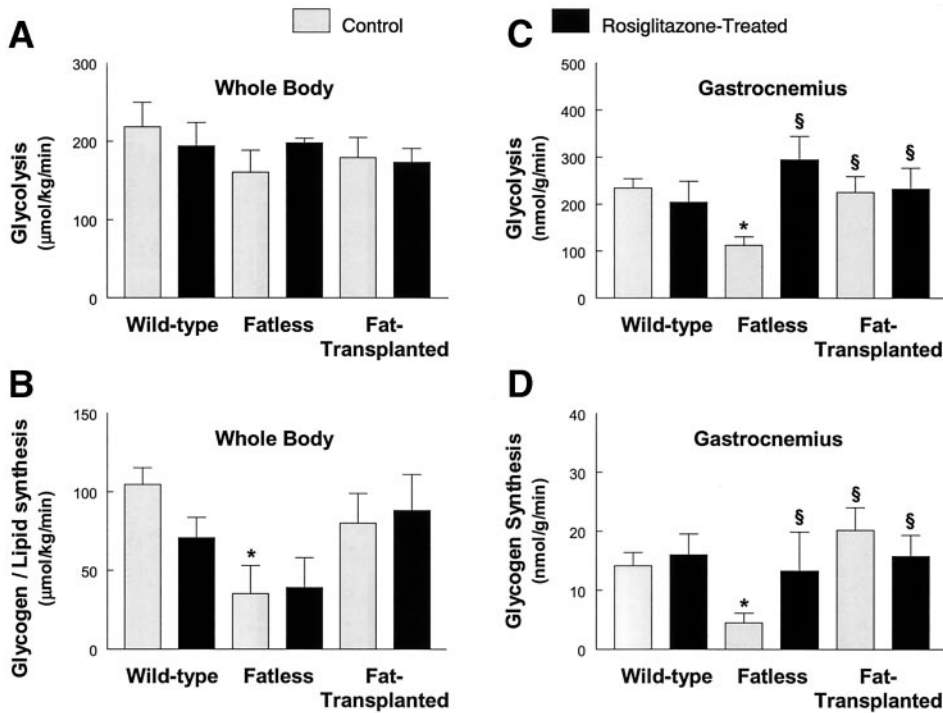 Control
Rosiglitazone-Treated
A
Whole Body
Glycolysis
(µmol/kg/min)
300
200
100
0
Wild-type
Fatless
Fat-
Transplanted
B
Whole Body
Glycogen / Lipid synthesis
(µmol/kg/min)
150
100
50
0
*
Wild-type
Fatless
Fat-
Transplanted
C
Gastrocnemius
Glycolysis
(nmol/g/min)
500
400
300
200
100
0
*
§
§
§
Wild-type
Fatless
Fat-
Transplanted
D
Gastrocnemius
Glycogen Synthesis
(nmol/g/min)
40
30
20
10
0
*
§
§
§
Wild-type
Fatless
Fat-
Transplanted